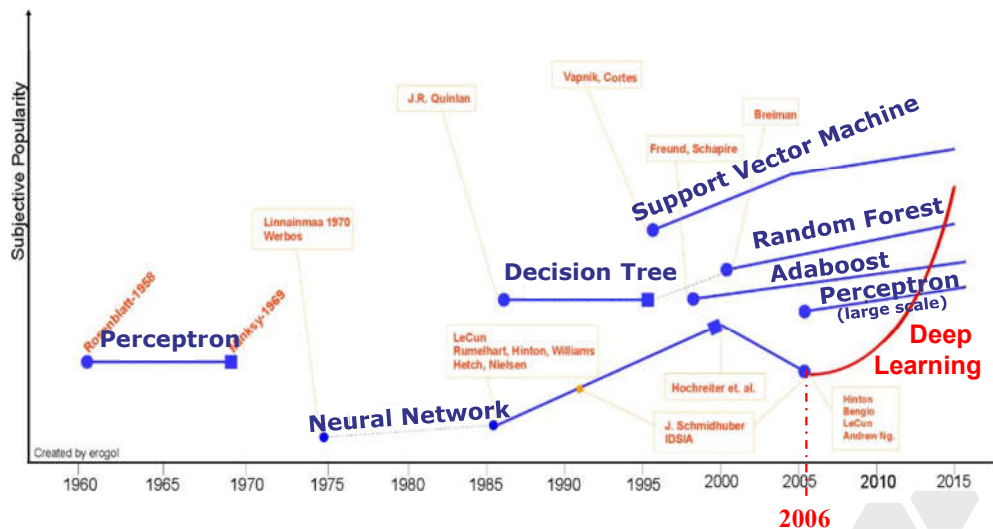 Subjective Popularity
Vapnik, Cortes
J.R. Quinlan
Breiman
Freund, Schapire
Support Vector Machine
Linnainmaa 1970
Werbos
Random Forest
Decision Tree
Adaboost
Perceptron
(large scale)
Rosenblatt-1958
Minksy-1969
Perceptron
LeCun
Rumelhart, Hinton, Williams
Hetch, Nielsen
Deep
Learning
Hochreiter et. al.
Neural Network
J. Schmidhuber
IDSIA
Hinton
Bengio
LeCun
Andrew Ng.
Created by erogol
1960 1965 1970 1975 1980 1985 1990 1995 2000 2005 2010 2015
2006